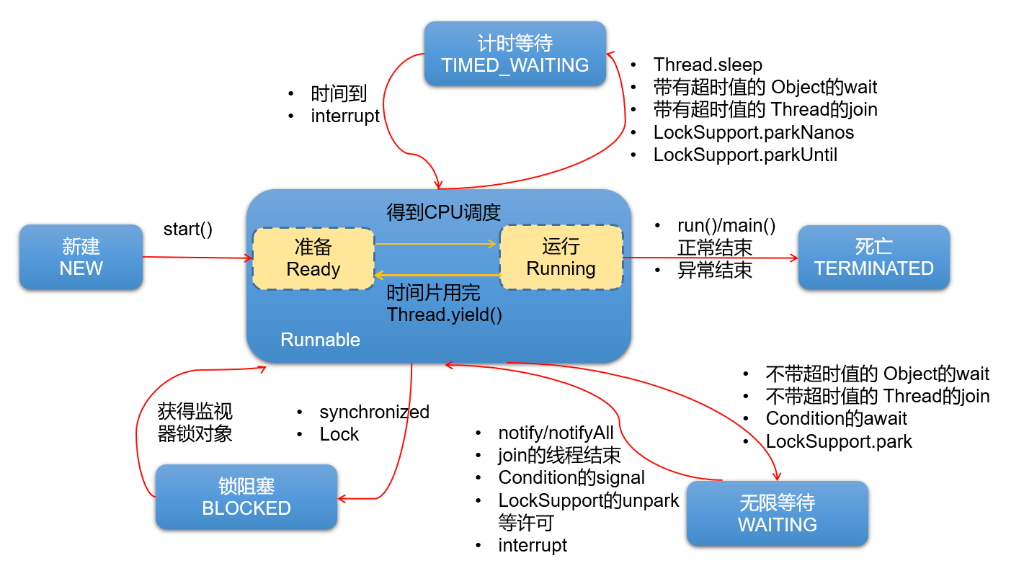 计时等待
TIMED_WAITING
• 时间到
• interrupt
• Thread.sleep
• 带有超时值的 Object的wait
• 带有超时值的 Thread的join
• LockSupport.parkNanos
• LockSupport.parkUntil
新建
NEW
start()
得到CPU调度
准备
Ready
运行
Running
时间片用完
Thread.yield()
Runnable
• run()/main()
正常结束
• 异常结束
死亡
TERMINATED
获得监视
器锁对象
• synchronized
• Lock
锁阻塞
BLOCKED
• notify/notifyAll
• join的线程结束
• Condition的signal
• LockSupport的unpark
等许可
• interrupt
• 不带超时值的 Object的wait
• 不带超时值的 Thread的join
• Condition的await
• LockSupport.park
无限等待
WAITING